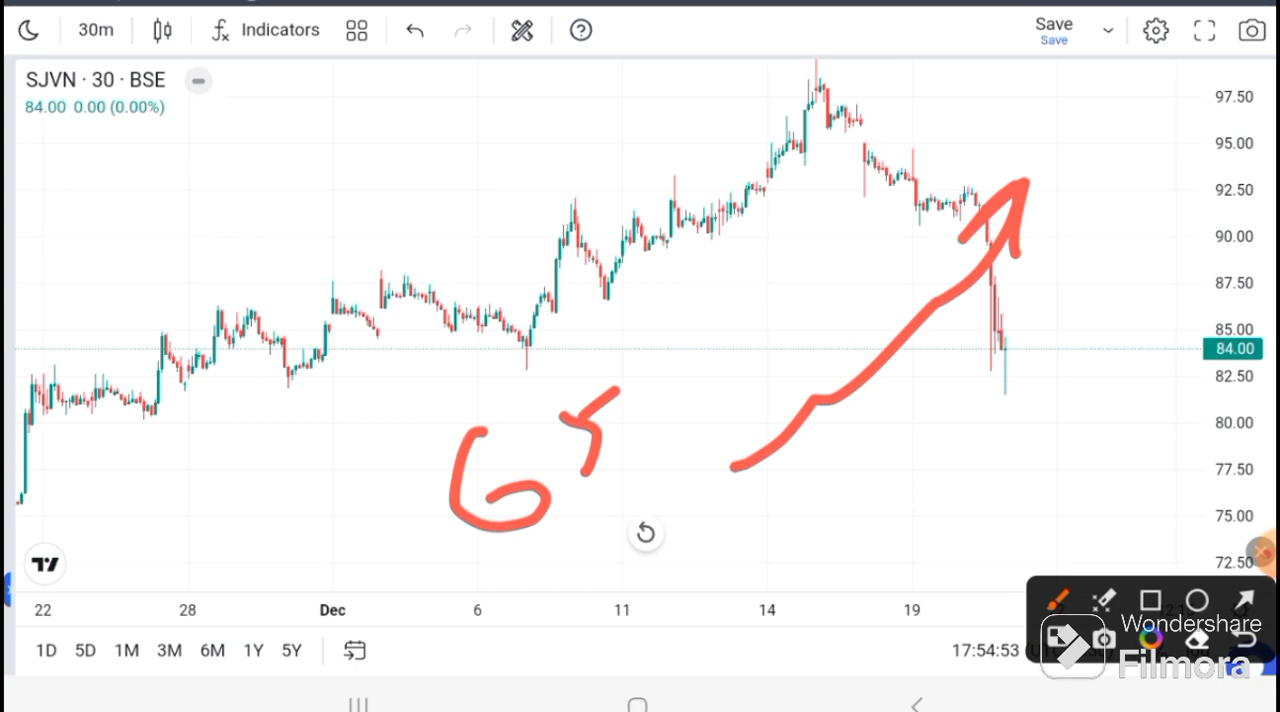 30m Indicators Save
Save
SJVN · 30 · BSE
84.00 0.00 (0.00%)
97.50
95.00
92.50
90.00
87.50
85.00
84.00
82.50
80.00
77.50
75.00
72.50
65
22 28 Dec 6 11 14 19
1D 5D 1M 3M 6M 1Y 5Y 17:54:53
Wondershare
Filmora